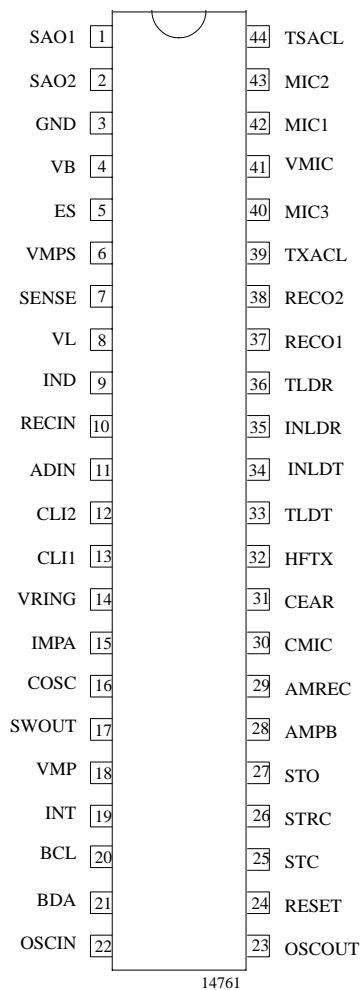 SAO1 1 44 TSACL
SAO2 2 43 MIC2
GND 3 42 MIC1
VB 4 41 VMIC
ES 5 40 MIC3
VMPS 6 39 TXACL
SENSE 7 38 RECO2
VL 8 37 RECO1
IND 9 36 TLDR
RECIN 10 35 INLDR
ADIN 11 34 INLDT
CLI2 12 33 TLDT
CLI1 13 32 HFTX
VRING 14 31 CEAR
IMPA 15 30 CMIC
COSC 16 29 AMREC
SWOUT 17 28 AMPB
VMP 18 27 STO
INT 19 26 STRC
BCL 20 25 STC
BDA 21 24 RESET
OSCIN 22 23 OSCOUT
14761